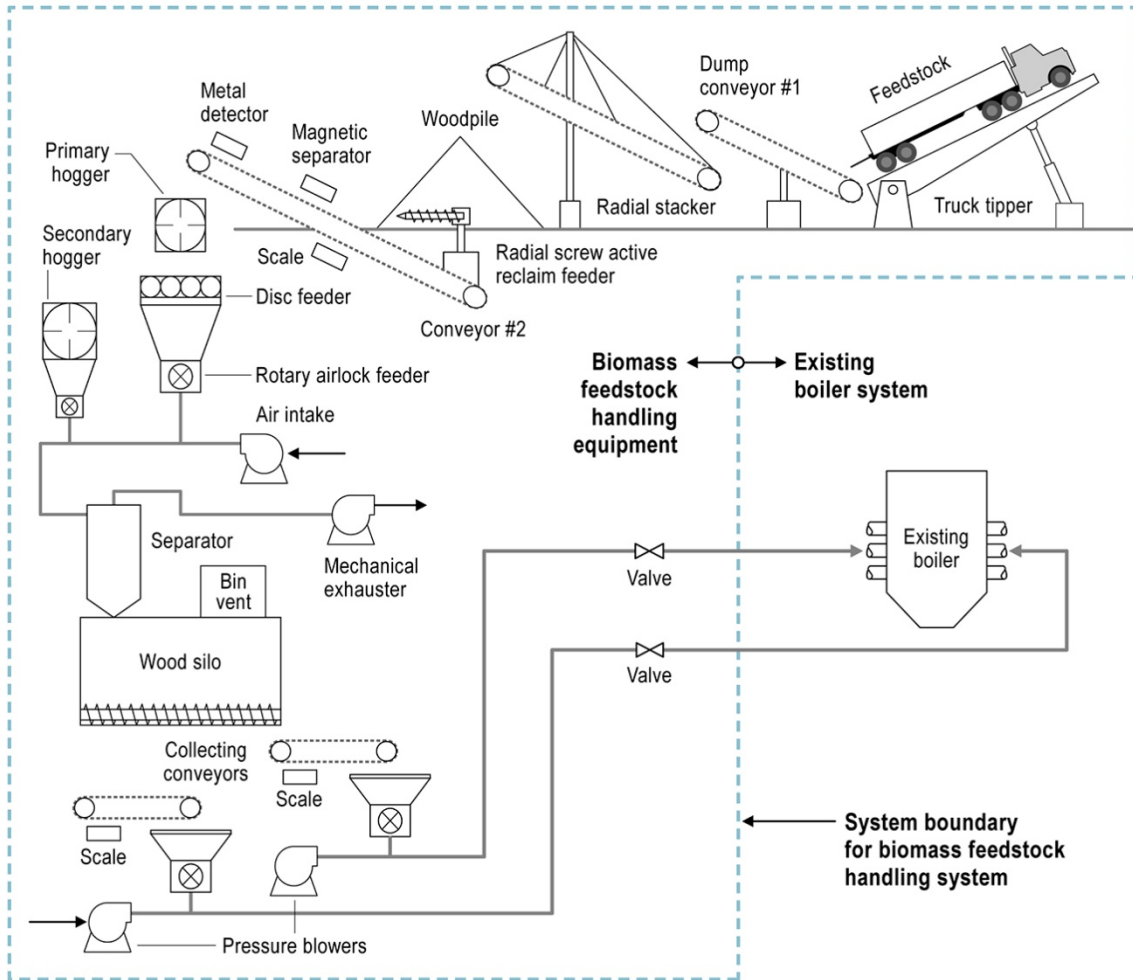 Metal
detector
Magnetic
separator
Woodpile
Dump
conveyor #1
Feedstock
Primary
hogger
Radial stacker
Truck tipper
Secondary
hogger
Scale
Radial screw active
reclaim feeder
Disc feeder
Conveyor #2
Rotary airlock feeder
Biomass
feedstock
handling
equipment
Existing
boiler system
Air intake
Separator
Mechanical
exhauster
Valve
Existing
boiler
Bin
vent
Wood silo
Valve
Collecting
conveyors
Scale
Scale
System boundary
for biomass feedstock
handling system
Pressure blowers